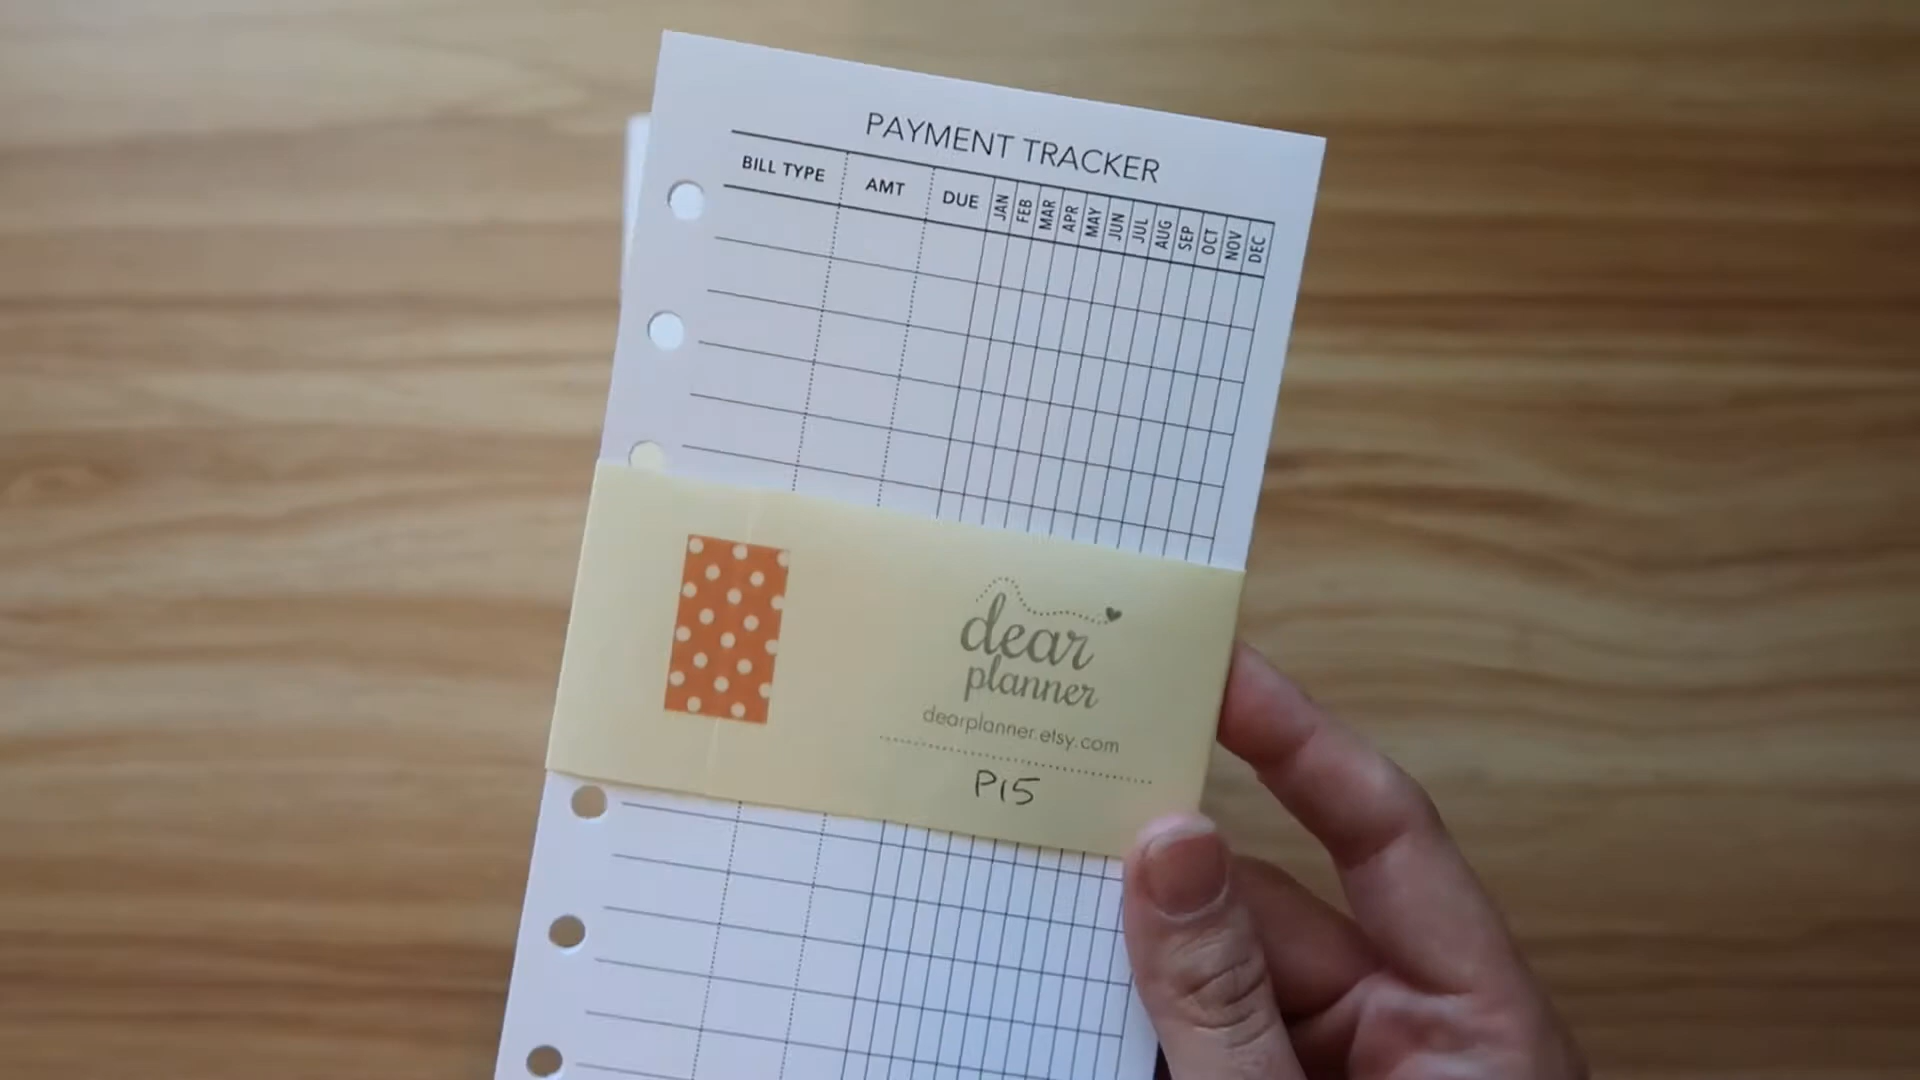 PAYMENT TRACKER
BILL TYPE AMT DUE JAN FEB MAR APR MAY JUN JUL AUG SEP OCT NOV DEC
dear
planner
dearplanner.etsy.com
P15